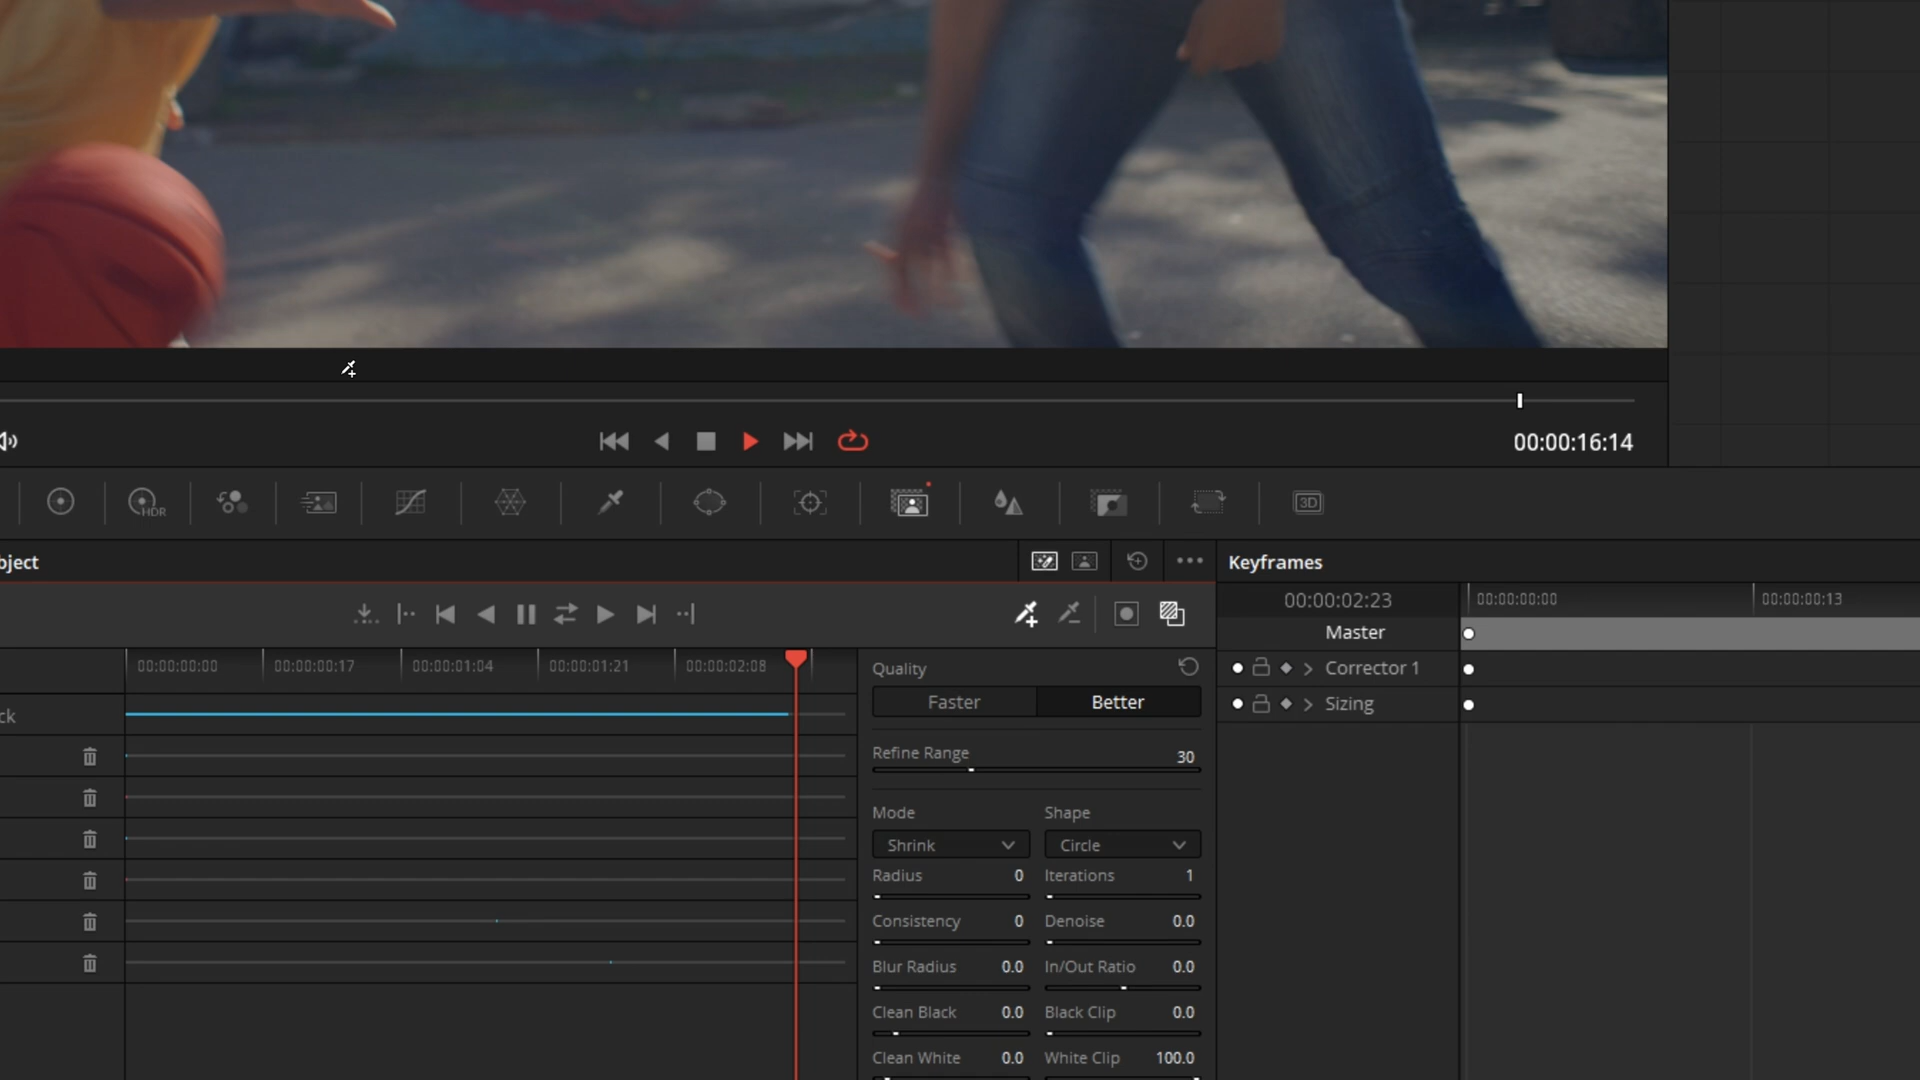 00:00:16:14
HDR
3D
bject
Keyframes
00:00:02:23
00:00:00:00
00:00:00:13
Master
Corrector 1
Sizing
00:00:00:00
00:00:00:17
00:00:01:04
00:00:01:21
00:00:02:08
ck
Quality
Faster
Better
Refine Range
30
Mode
Shape
Shrink
Circle
Radius 0 Iterations 1
Consistency 0 Denoise 0.0
Blur Radius 0.0 In/Out Ratio 0.0
Clean Black 0.0 Black Clip 0.0
Clean White 0.0 White Clip 100.0